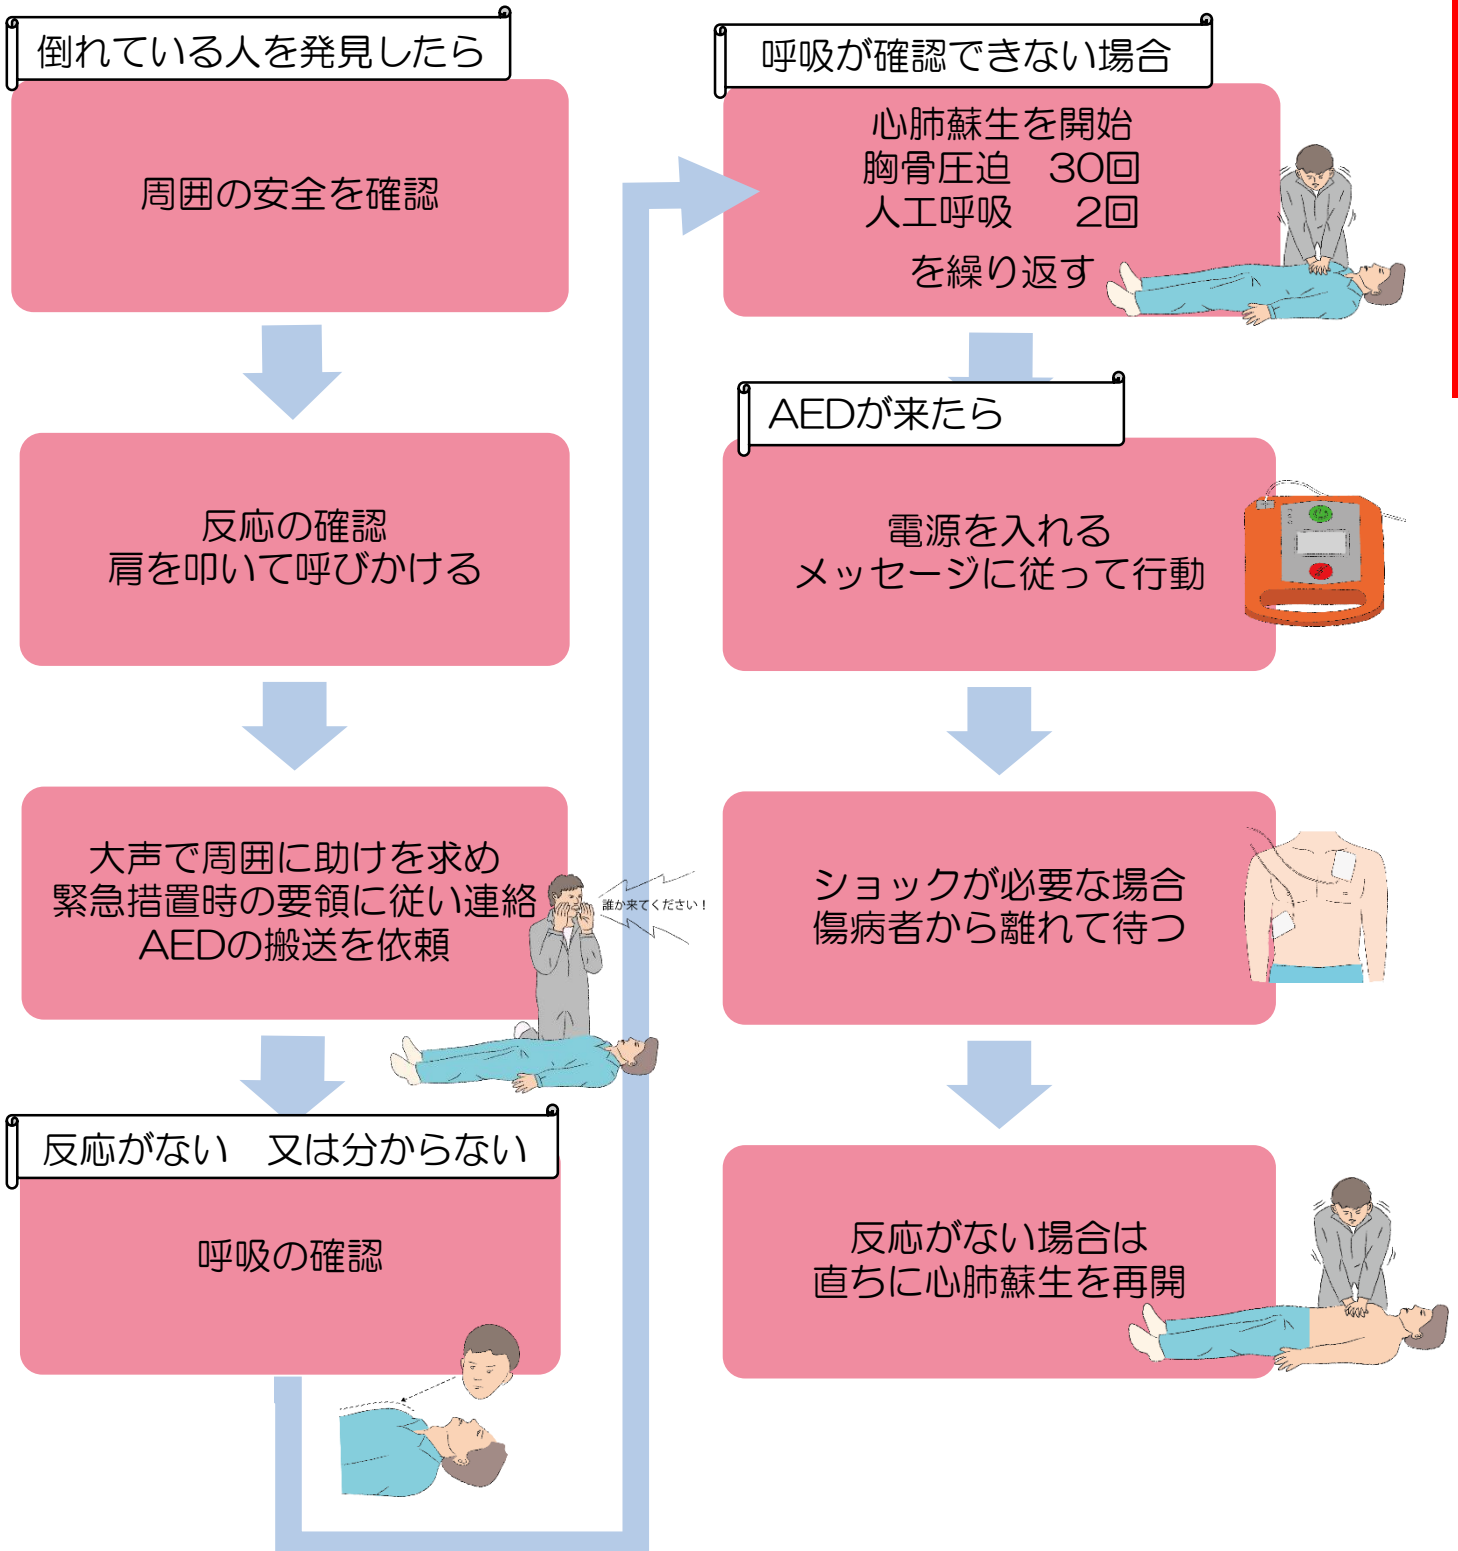 倒れている人を発見したら
周囲の安全を確認
反応の確認
肩を叩いて呼びかける
大声で周囲に助けを求め
緊急措置時の要領に従い連絡
AEDの搬送を依頼
誰か来てください！
反応がない　又は分からない
呼吸の確認
呼吸が確認できない場合
心肺蘇生を開始
胸骨圧迫　30回
人工呼吸　2回
を繰り返す
AEDが来たら
電源を入れる
メッセージに従って行動
ショックが必要な場合
傷病者から離れて待つ
反応がない場合は
直ちに心肺蘇生を再開